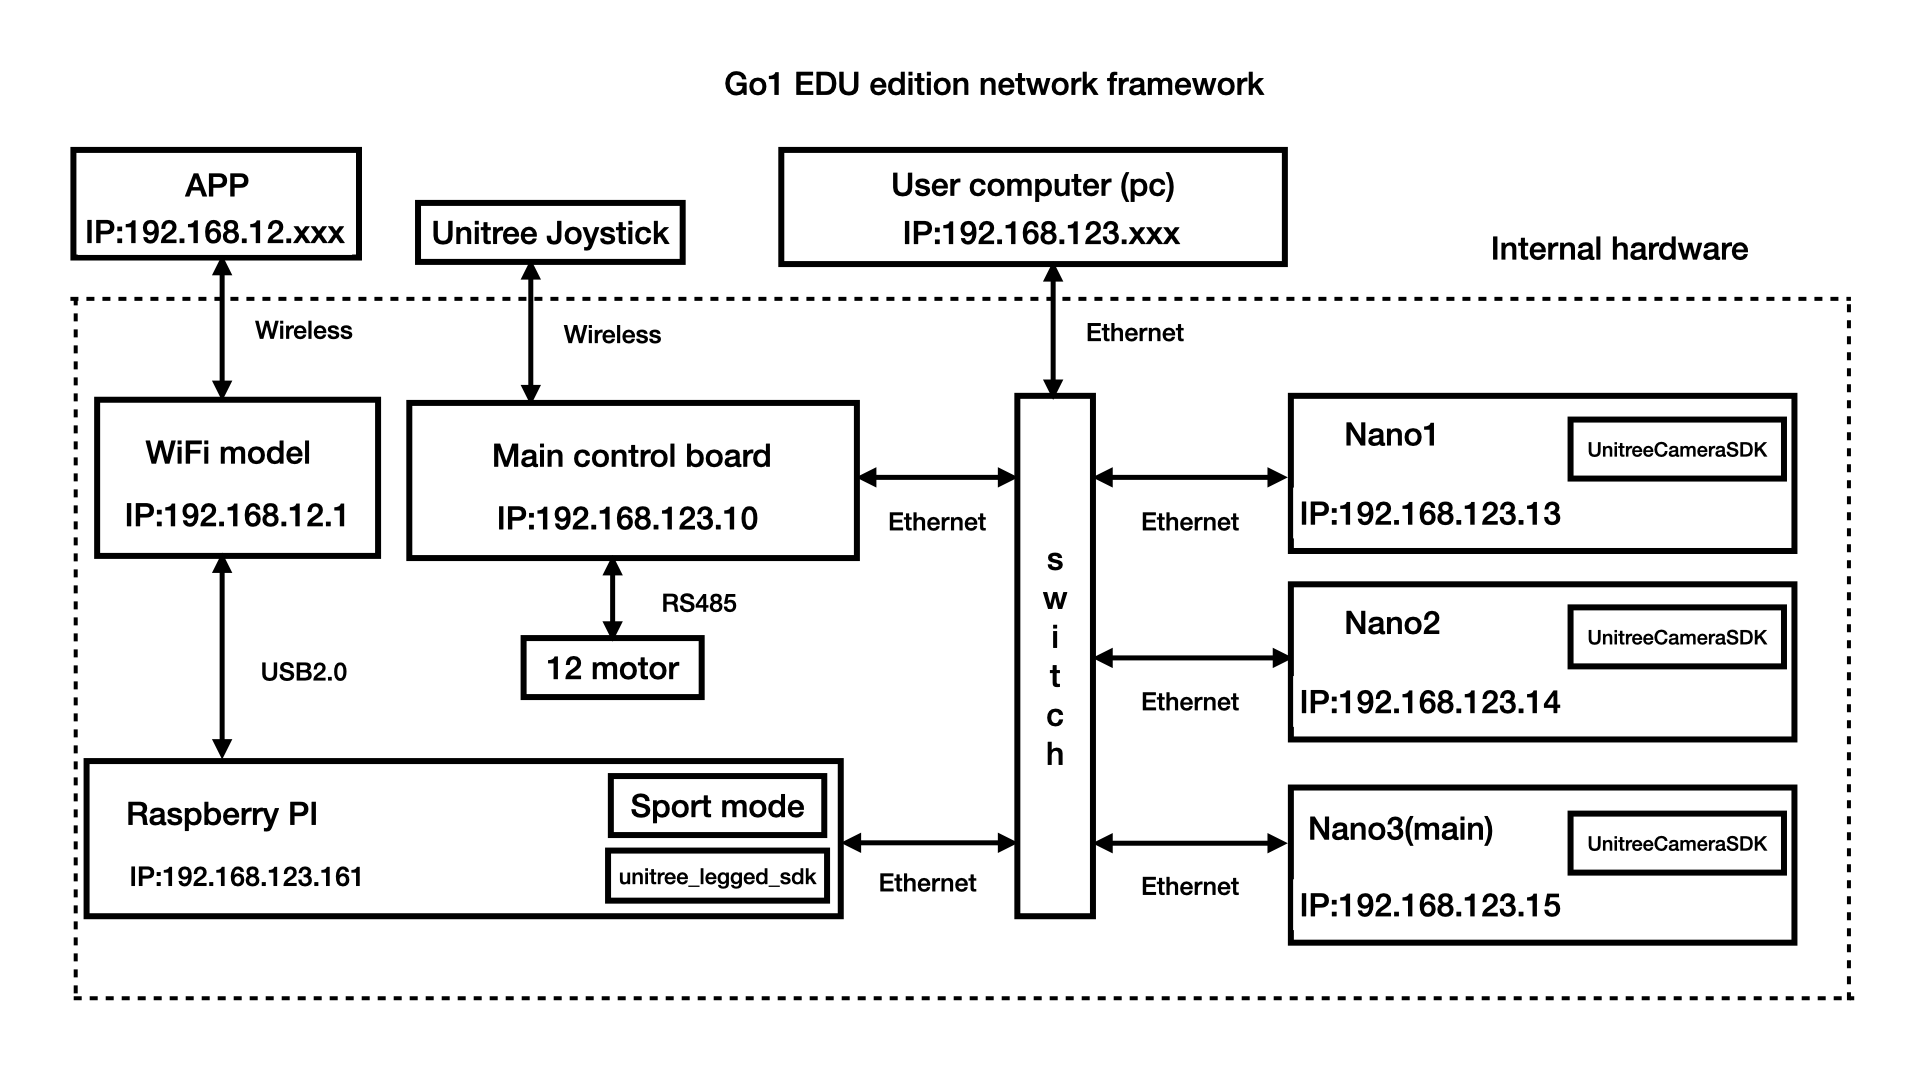 Go1 EDU edition network framework
APP
IP:192.168.12.xxx
Unitree Joystick
User computer (pc)
IP:192.168.123.xxx
Internal hardware
Wireless
Wireless
Ethernet
WiFi model
IP:192.168.12.1
Main control board
IP:192.168.123.10
Ethernet
switch
Ethernet
Nano1
UnitreeCameraSDK
IP:192.168.123.13
RS485
12 motor
USB2.0
Ethernet
Nano2
UnitreeCameraSDK
IP:192.168.123.14
Raspberry PI
IP:192.168.123.161
Sport mode
unitree_legged_sdk
Ethernet
Ethernet
Nano3(main)
UnitreeCameraSDK
IP:192.168.123.15